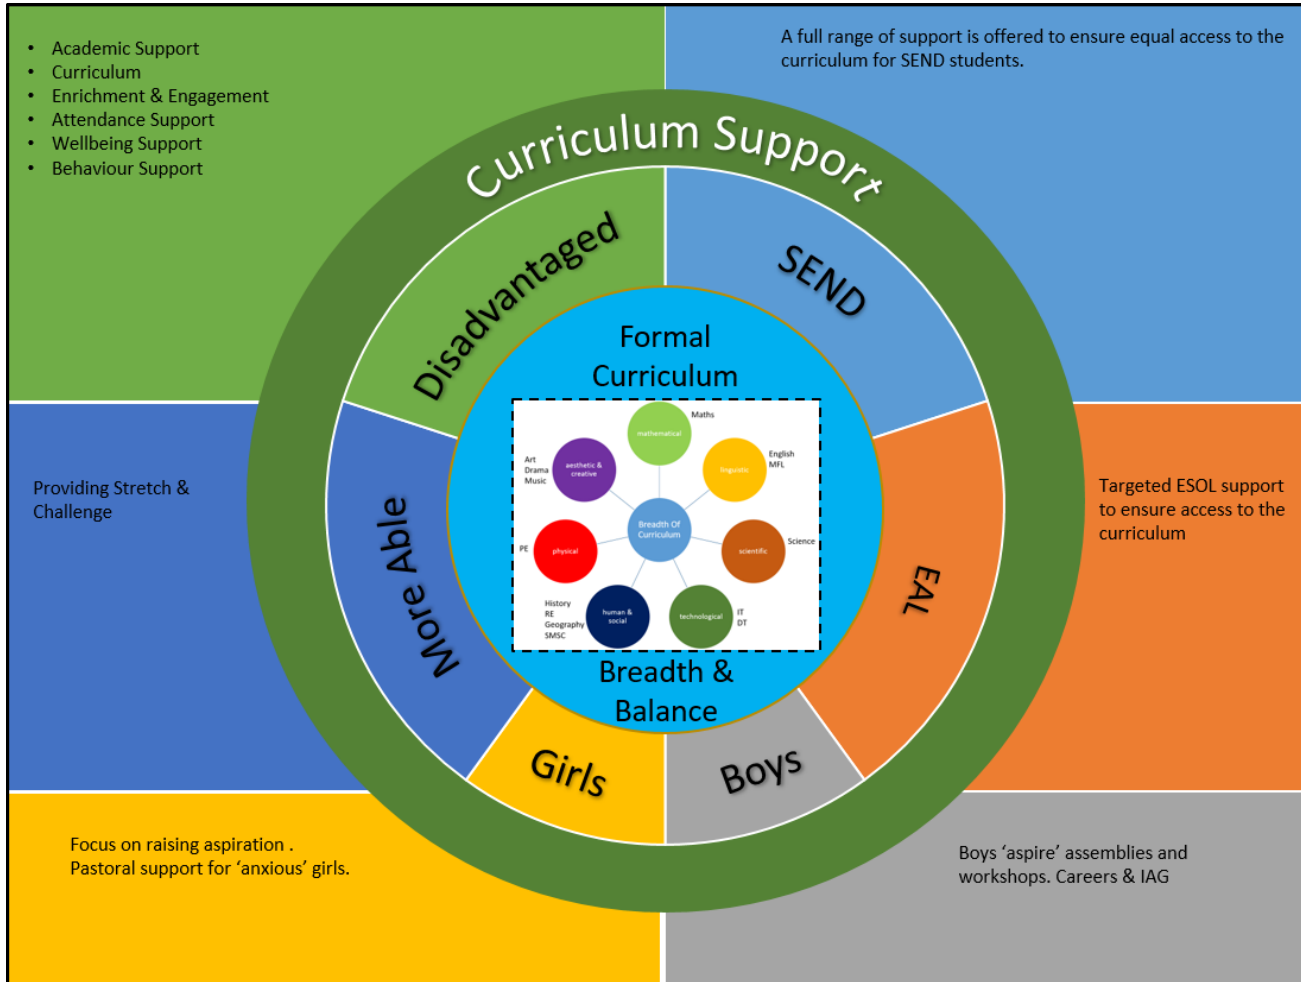 • Academic Support
• Curriculum
• Enrichment & Engagement
• Attendance Support
• Wellbeing Support
• Behaviour Support
A full range of support is offered to ensure equal access to the
curriculum for SEND students.
Curriculum Support
Disadvantaged
SEND
Formal
Curriculum
Maths
mathematical
Art
Drama
Music
aesthetic &
creative
linguistic
English
MFL
Breadth Of
Curriculum
PE
physical
scientific
Science
History
RE
Geography
SMSC
human &
social
technological
IT
DT
Breadth &
Balance
Providing Stretch &
Challenge
More Able
EAL
Targeted ESOL support
to ensure access to the
curriculum
Girls
Boys
Focus on raising aspiration .
Pastoral support for ‘anxious’ girls.
Boys ‘aspire’ assemblies and
workshops. Careers & IAG